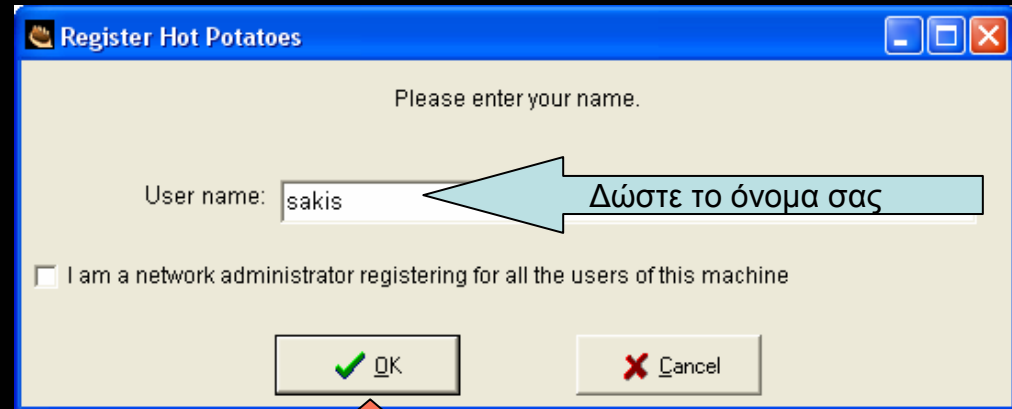 Register Hot Potatoes
Please enter your name.
User name: sakis
Δώστε το όνομα σας
I am a network administrator registering for all the users of this machine
OK
Cancel